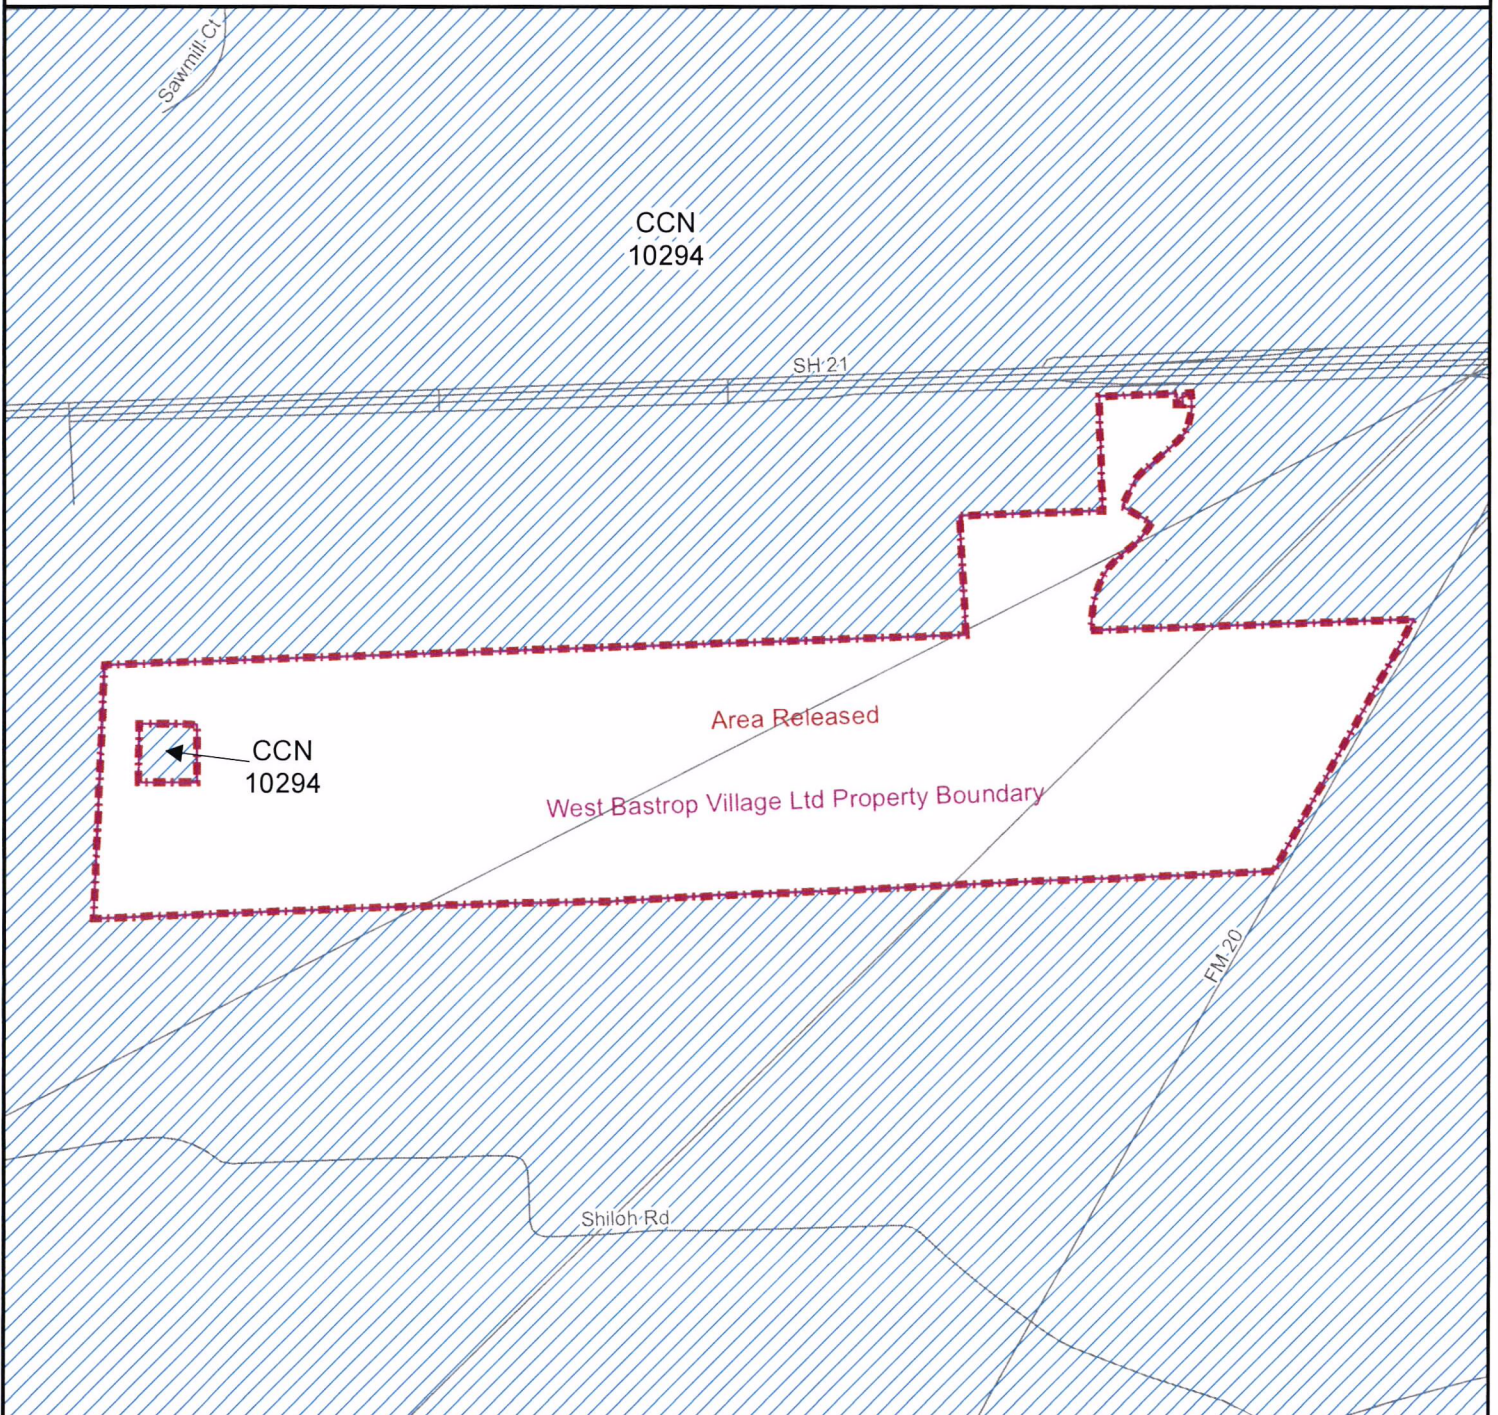 Sawmill Ct
CCN
10294
SH 21
Area Released
CCN
10294
West Bastrop Village Ltd Property Boundary
FM-20
Shiloh Rd